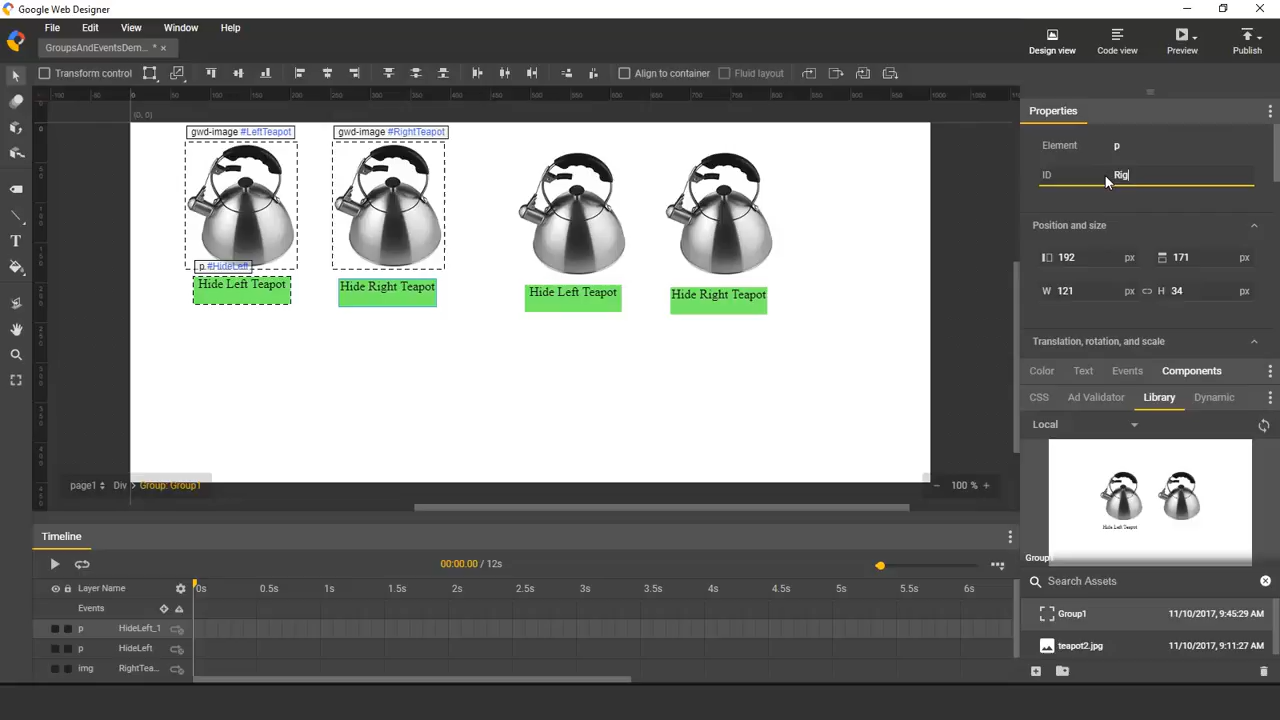 Google Web Designer
File Edit View Window Help
GroupsAndEventsDem... * ×
Design view Code view Preview Publish
Transform control Align to container Fluid layout
(0, 0)
gwd-image #LeftTeapot gwd-image #RightTeapot
p #HideLeft
Hide Left Teapot Hide Right Teapot Hide Left Teapot Hide Right Teapot
page1 Div > Group: Group1 − 100 % +
Properties
Element p
ID Rig
Position and size
192 px 171 px
W 121 px H 34 px
Translation, rotation, and scale
Color Text Events Components
CSS Ad Validator Library Dynamic
Local
Hide Left Teapot
Group1
Search Assets
Group1 11/10/2017, 9:45:29 AM
teapot2.jpg 11/10/2017, 9:11:27 AM
Timeline
00:00.00 / 12s
Layer Name 0s 0.5s 1s 1.5s 2s 2.5s 3s 3.5s 4s 4.5s 5s 5.5s 6s
Events
p HideLeft_1
p HideLeft
img RightTea...